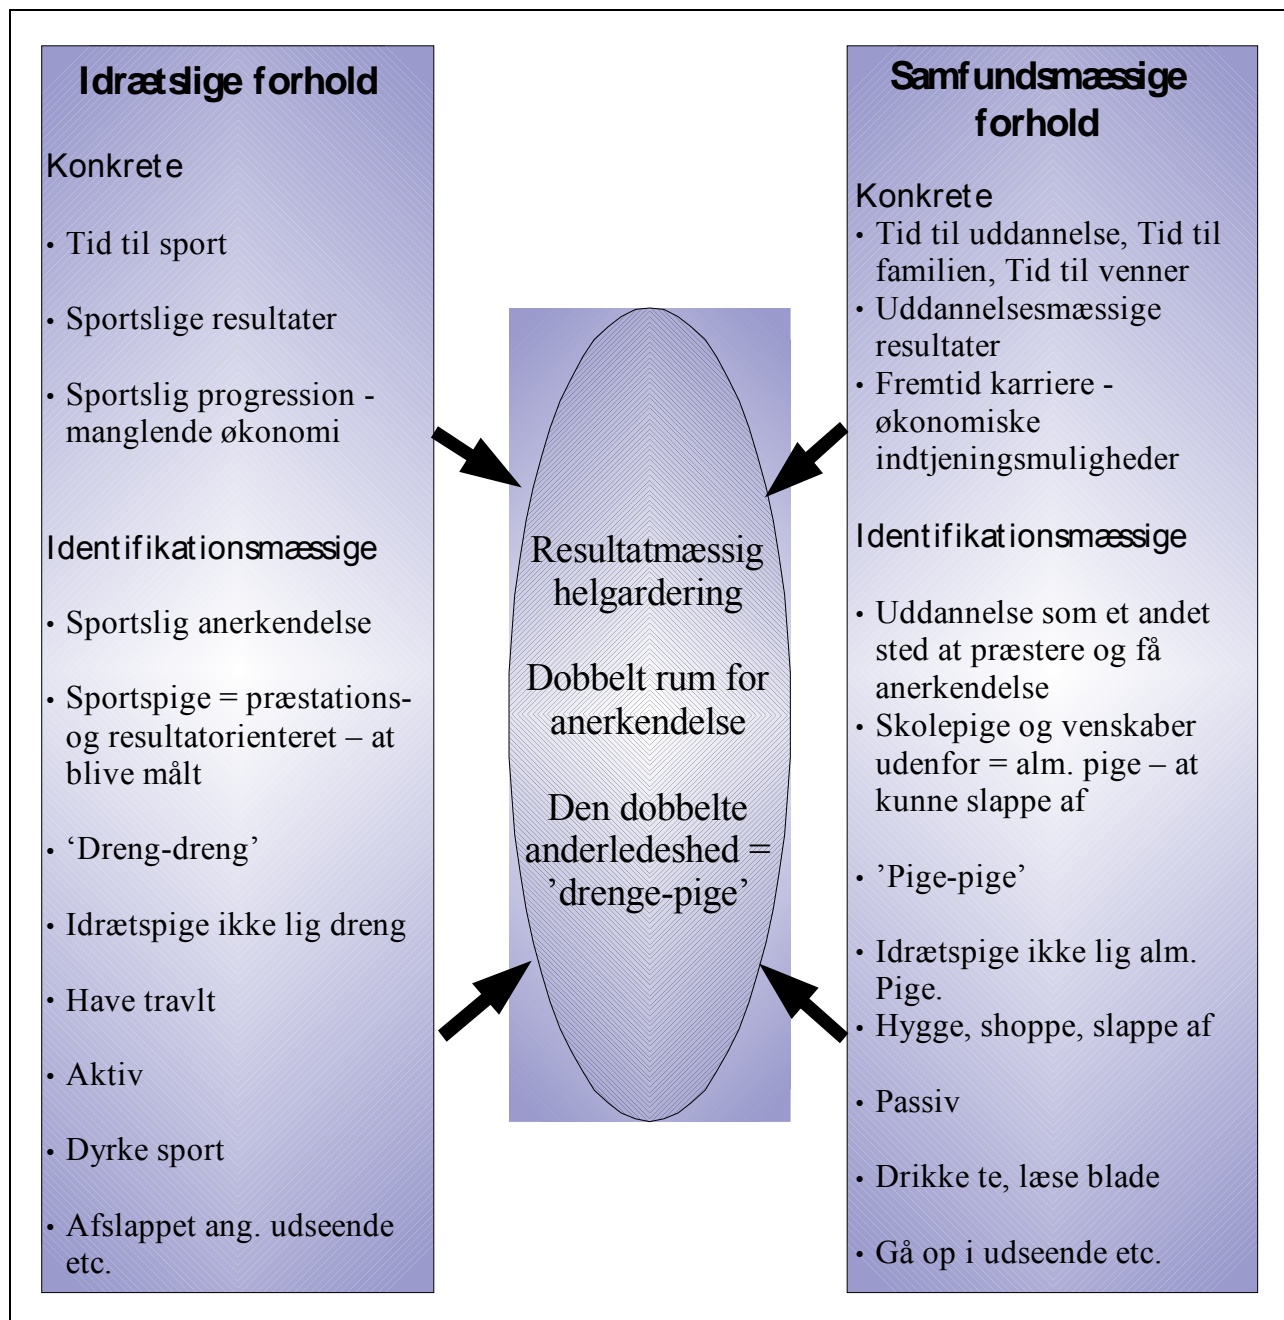 Idrætslige forhold
Konkrete
• Tid til sport
• Sportslige resultater
• Sportslig progression -
manglende økonomi
Identifikationsmæssige
• Sportslig anerkendelse
• Sportspige = præstations-
og resultatorienteret – at
blive målt
• ‘Dreng-dreng’
• Idrætspige ikke lig dreng
• Have travlt
• Aktiv
• Dyrke sport
• Afslappet ang. udseende
etc.
Resultatmæssig
helgardering
Dobbelt rum for
anerkendelse
Den dobbelte
anderledeshed =
’drenge-pige’
Samfundsmæssige
forhold
Konkrete
• Tid til uddannelse, Tid til
familien, Tid til venner
• Uddannelsesmæssige
resultater
• Fremtid karriere -
økonomiske
indtjeningsmuligheder
Identifikationsmæssige
• Uddannelse som et andet
sted at præstere og få
anerkendelse
• Skolepige og venskaber
udenfor = alm. pige – at
kunne slappe af
• ’Pige-pige’
• Idrætspige ikke lig alm.
Pige.
• Hygge, shoppe, slappe af
• Passiv
• Drikke te, læse blade
• Gå op i udseende etc.